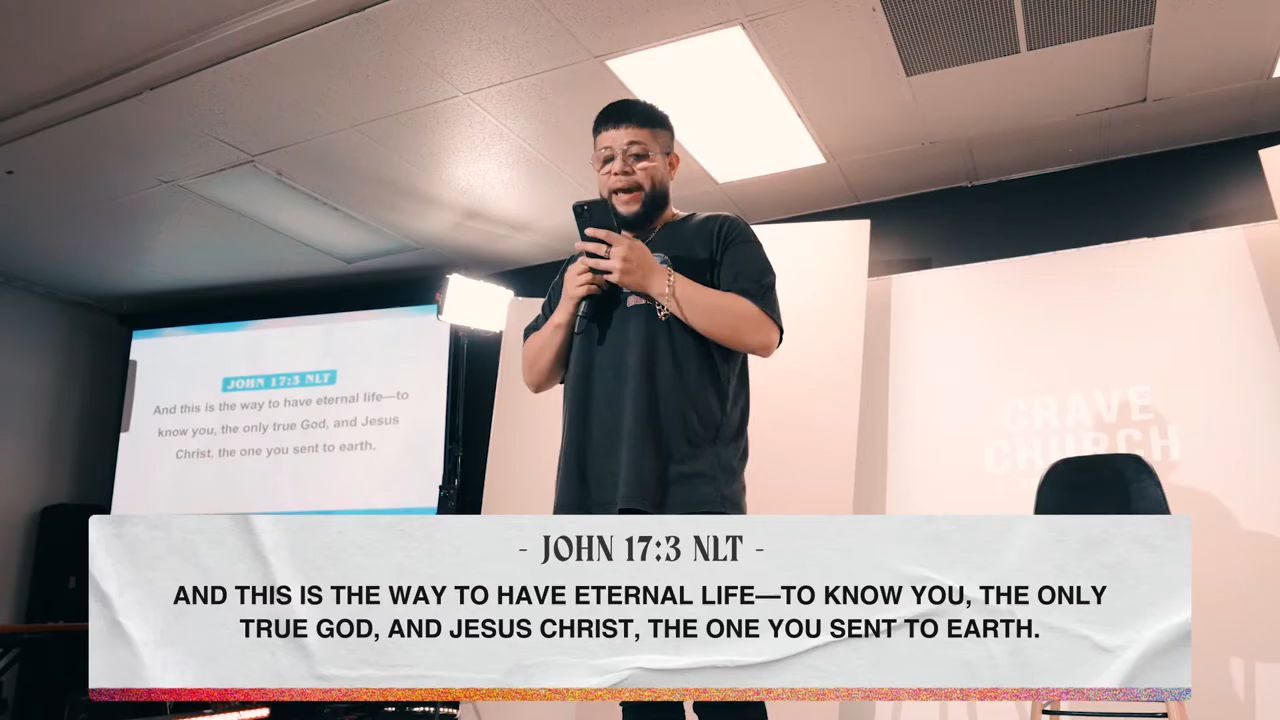 JOHN 17:3 NLT
And this is the way to have eternal life—to
know you, the only true God, and Jesus
Christ, the one you sent to earth.
CRAVE
CHURCH
- JOHN 17:3 NLT -
AND THIS IS THE WAY TO HAVE ETERNAL LIFE—TO KNOW YOU, THE ONLY
TRUE GOD, AND JESUS CHRIST, THE ONE YOU SENT TO EARTH.